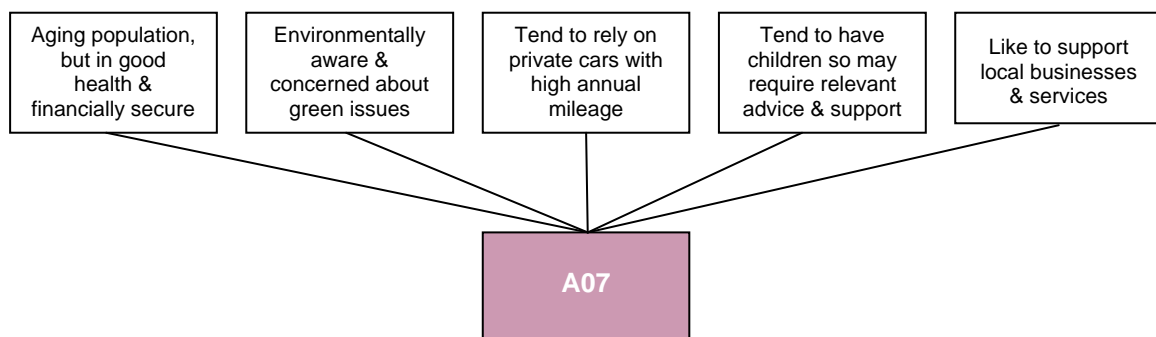 Aging population,
but in good
health &
financially secure
Environmentally
aware &
concerned about
green issues
Tend to rely on
private cars with
high annual
mileage
Tend to have
children so may
require relevant
advice & support
Like to support
local businesses
& services
A07